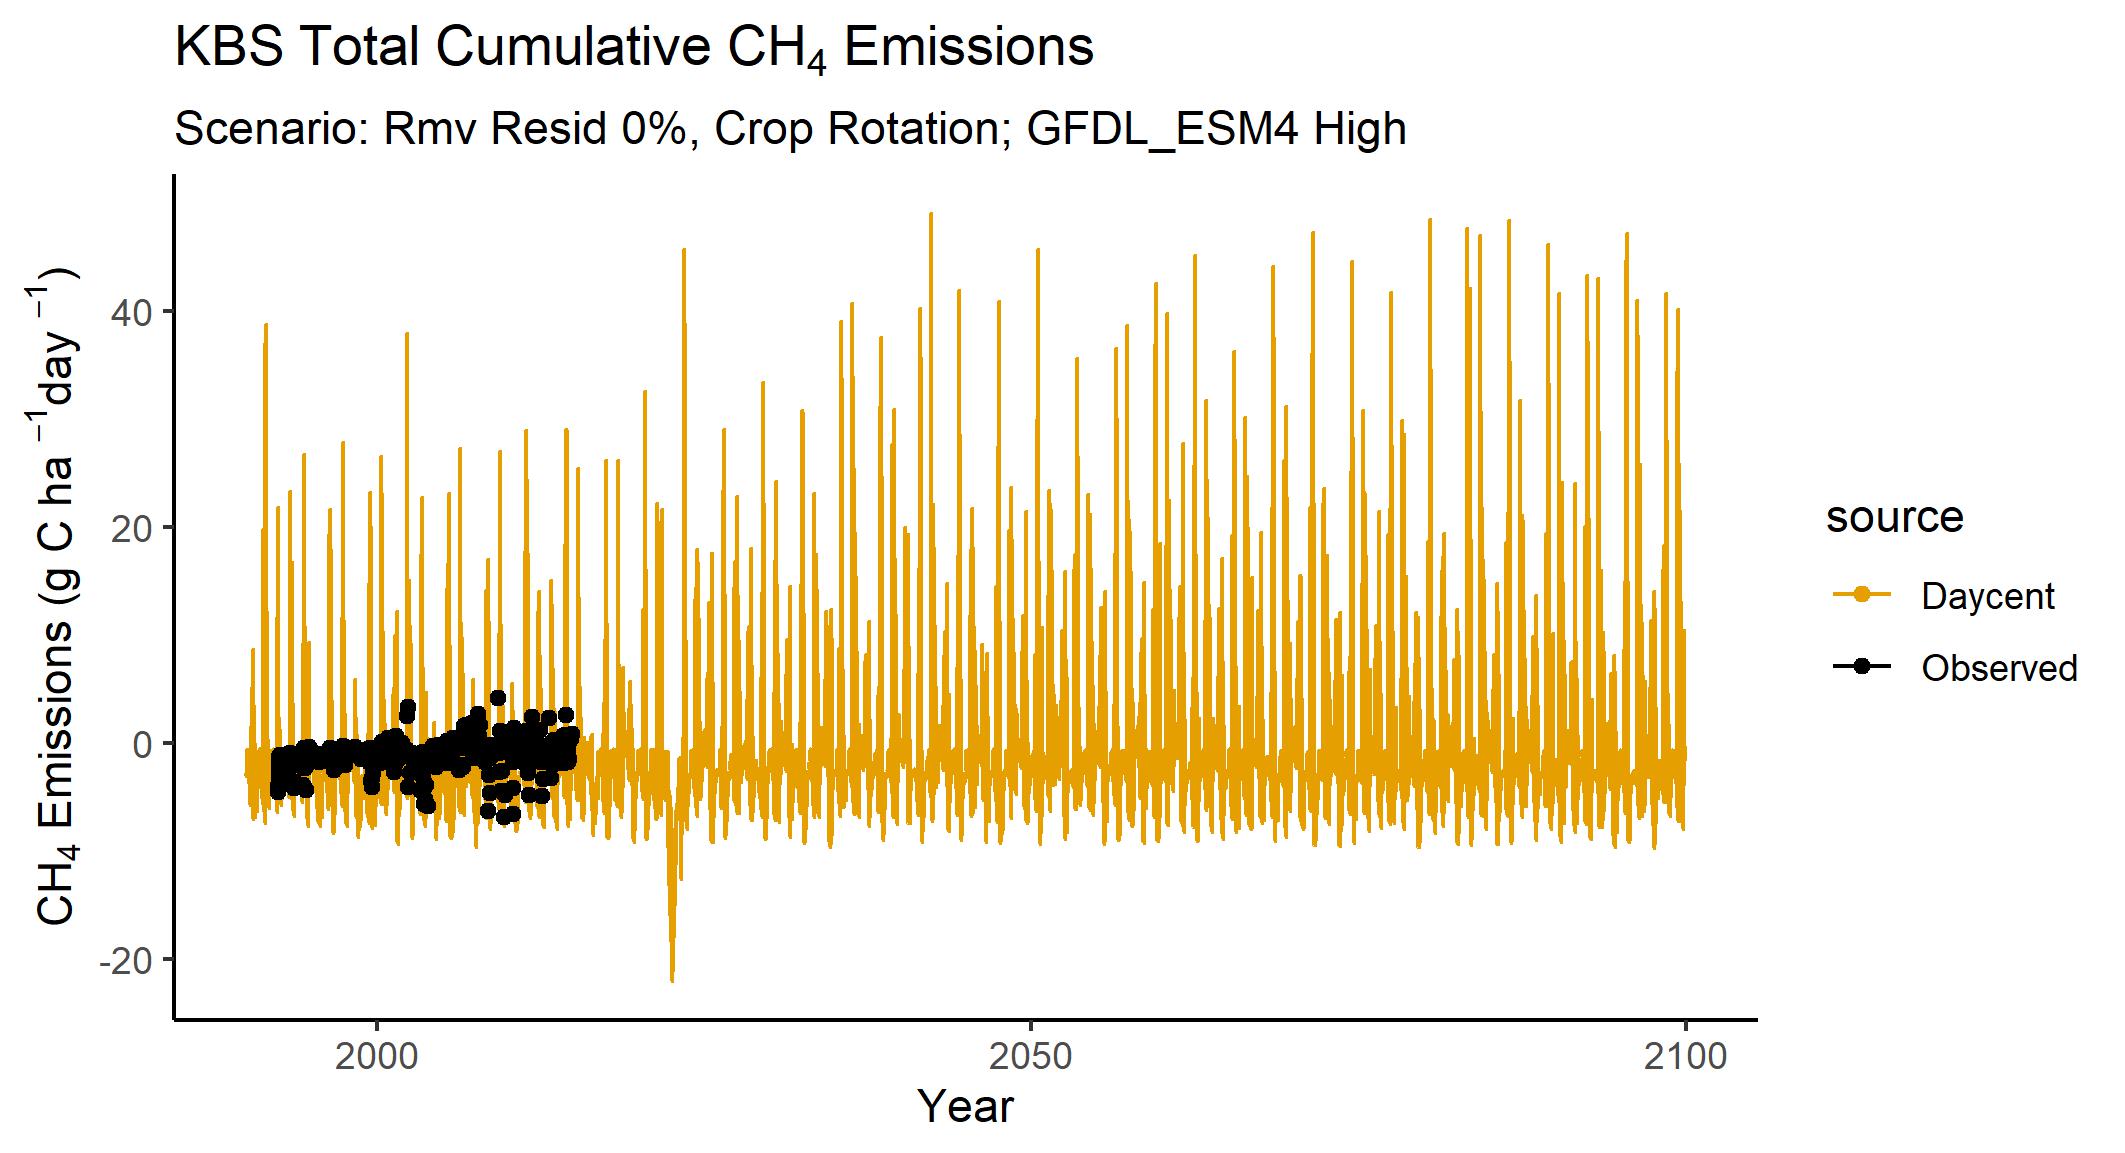 KBS Total Cumulative CH₄ Emissions
Scenario: Rmv Resid 0%, Crop Rotation; GFDL_ESM4 High
CH₄ Emissions (g C ha ⁻¹day ⁻¹)
40
20
0
-20
2000
2050
2100
Year
source
Daycent
Observed